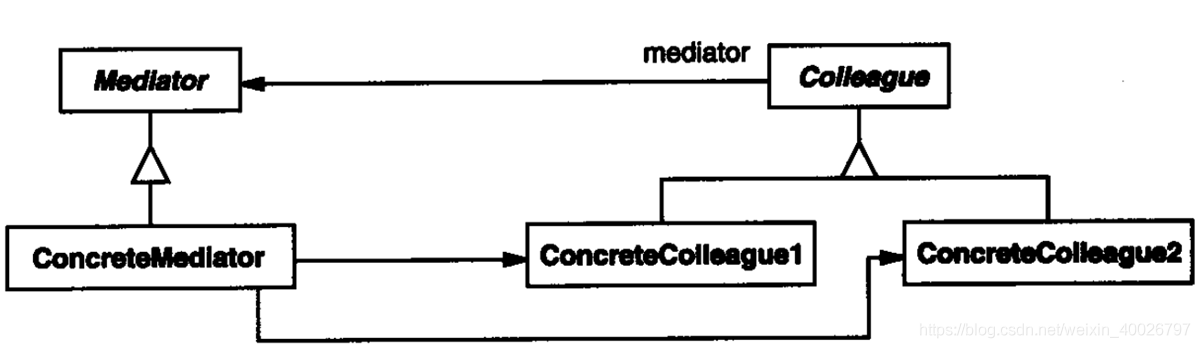 mediator
Mediator
Colleague
ConcreteMediator
ConcreteColleague1
ConcreteColleague2
https://blog.csdn.net/weixin_40026797